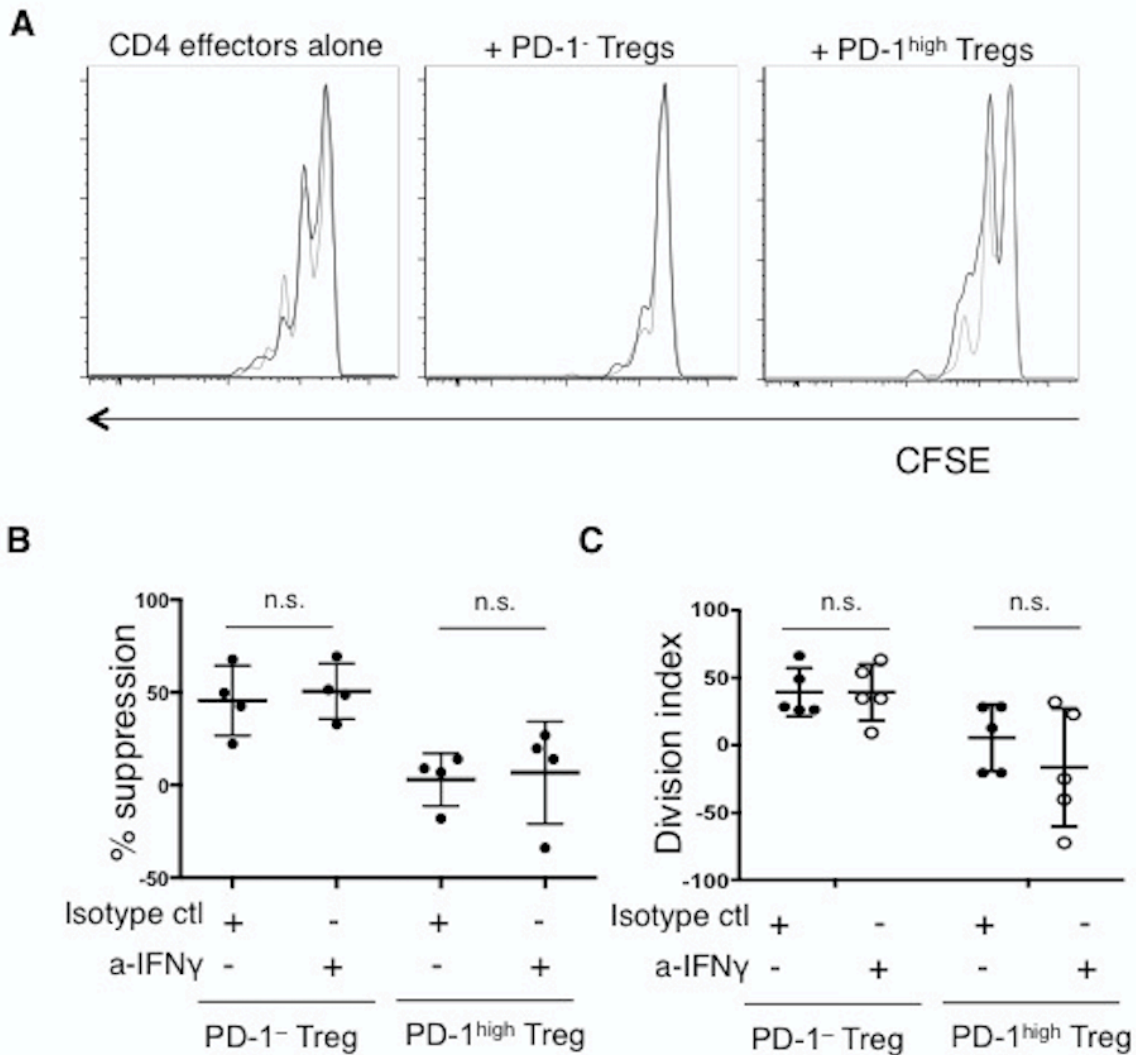 A
CD4 effectors alone
+ PD-1- Tregs
+ PD-1high Tregs
CFSE
B
C
n.s.
n.s.
100
50
0
-50
% suppression
Isotype ctl + - + -
a-IFNγ - + - +
PD-1– Treg
PD-1high Treg
n.s.
n.s.
100
50
0
-50
-100
Division index
Isotype ctl + - + -
a-IFNγ - + - +
PD-1– Treg
PD-1high Treg